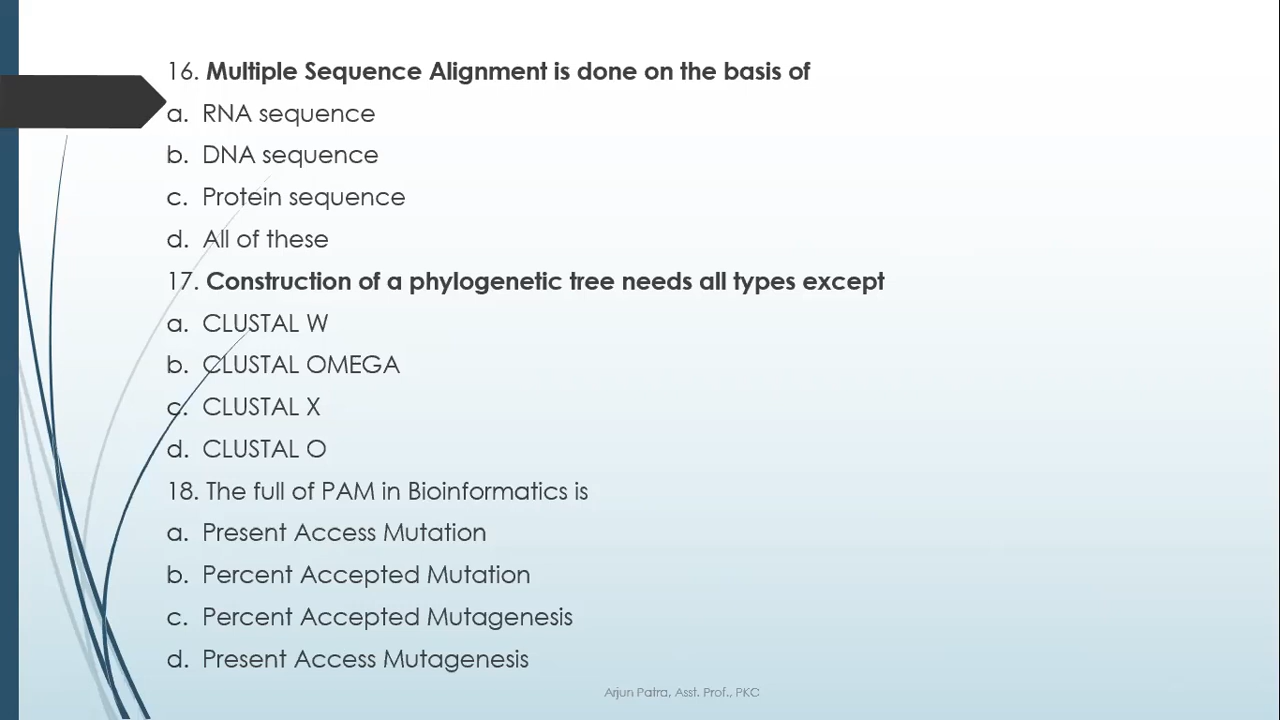 16. Multiple Sequence Alignment is done on the basis of
a. RNA sequence
b. DNA sequence
c. Protein sequence
d. All of these
17. Construction of a phylogenetic tree needs all types except
a. CLUSTAL W
b. CLUSTAL OMEGA
c. CLUSTAL X
d. CLUSTAL O
18. The full of PAM in Bioinformatics is
a. Present Access Mutation
b. Percent Accepted Mutation
c. Percent Accepted Mutagenesis
d. Present Access Mutagenesis
Arjun Patra, Asst. Prof., PKC